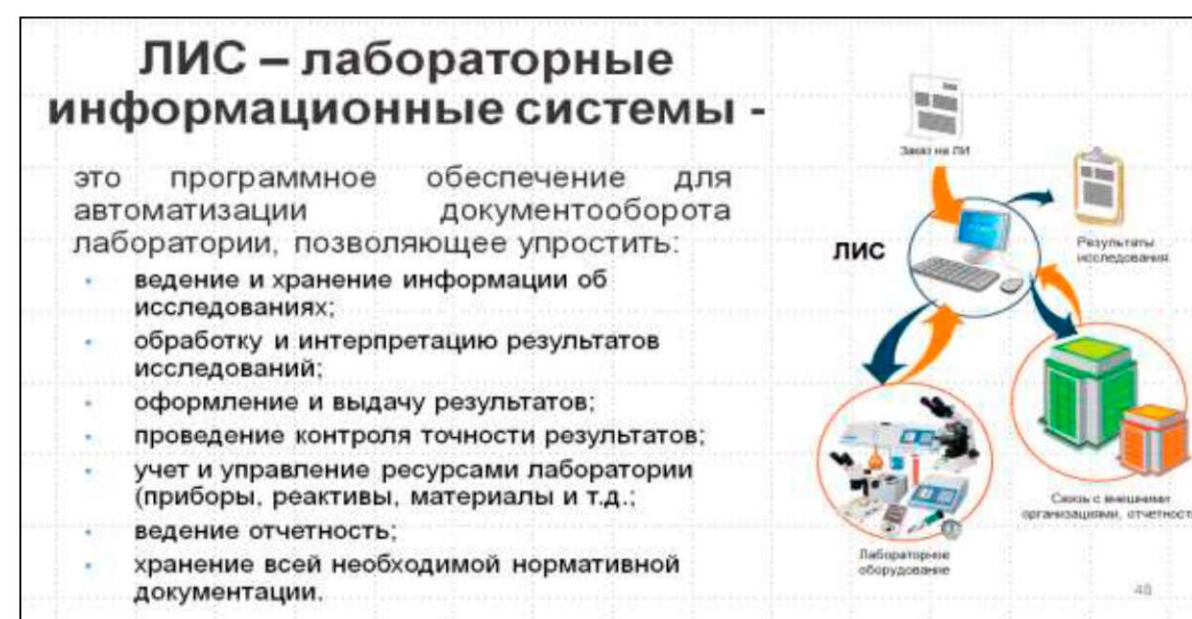 ЛИС – лабораторные
информационные системы -
это программное обеспечение для
автоматизации документооборота
лаборатории, позволяющее упростить:
ведение и хранение информации об
исследованиях;
обработку и интерпретацию результатов
исследований;
оформление и выдачу результатов;
проведение контроля точности результатов;
учет и управление ресурсами лаборатории
(приборы, реактивы, материалы и т.д.;
ведение отчетность;
хранение всей необходимой нормативной
документации.
Заказ на ЛИ
ЛИС
Результаты
исследования
Связь с внешними
организациями, отчетность
Лабораторное
оборудование
48